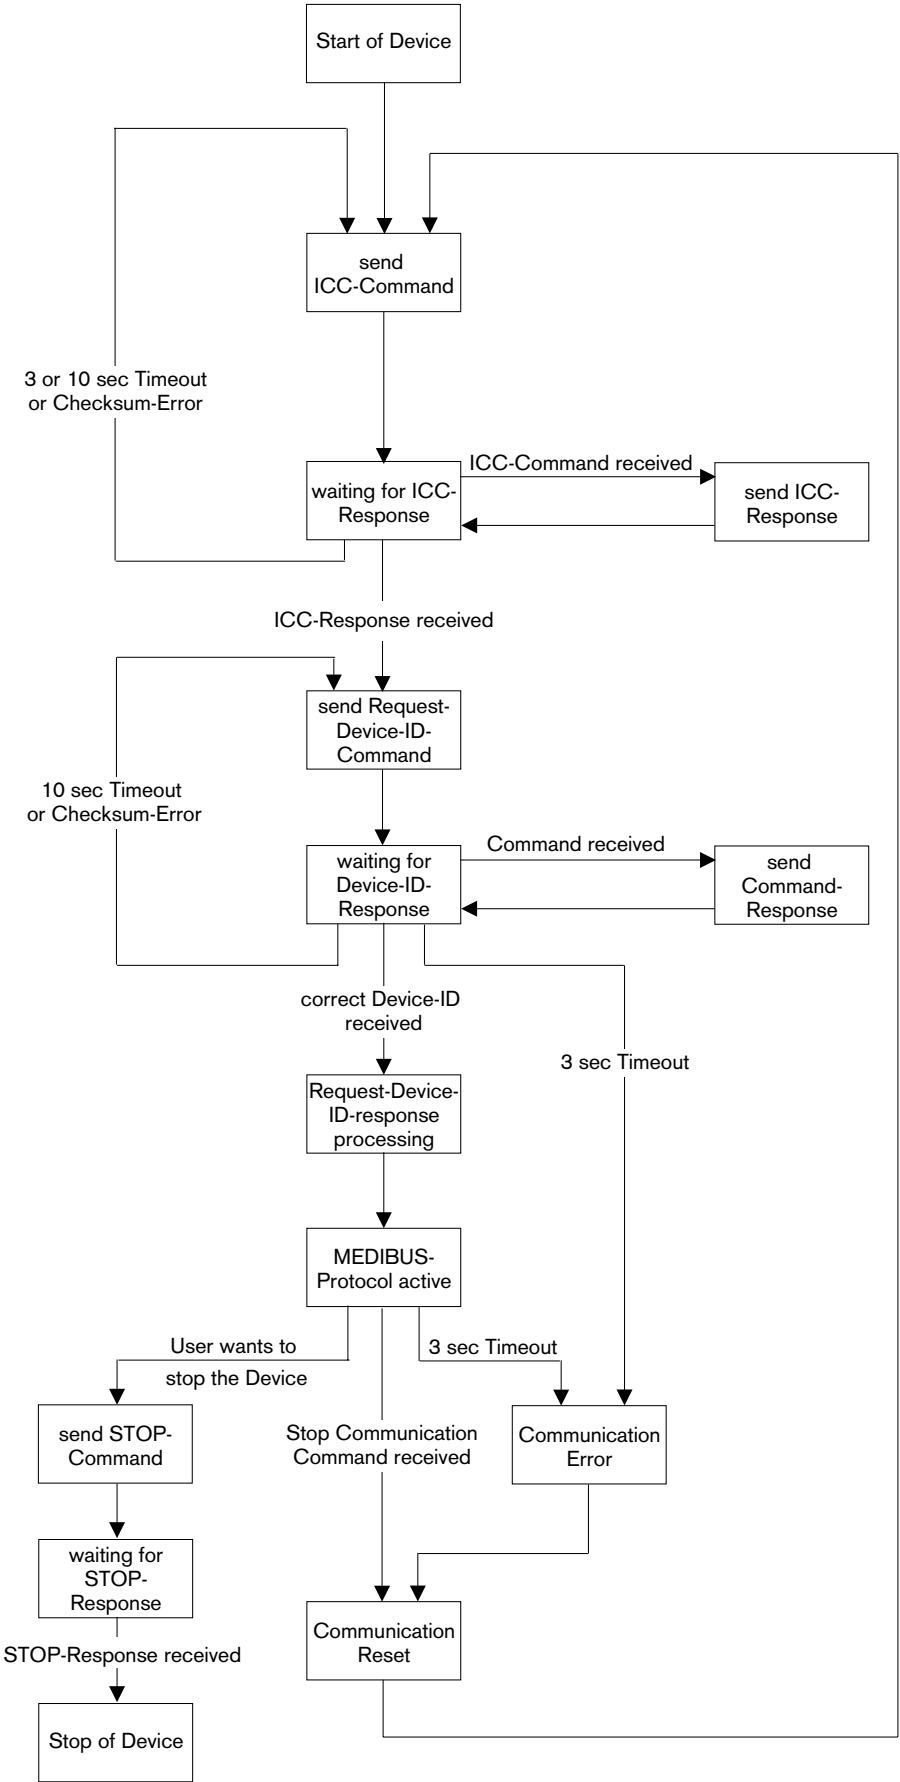 Start of Device
send
ICC-Command
3 or 10 sec Timeout
or Checksum-Error
ICC-Command received
waiting for ICC-
Response
send ICC-
Response
ICC-Response received
send Request-
Device-ID-
Command
10 sec Timeout
or Checksum-Error
Command received
waiting for
Device-ID-
Response
send
Command-
Response
correct Device-ID
received
3 sec Timeout
Request-Device-
ID-response
processing
MEDIBUS-
Protocol active
User wants to
stop the Device
3 sec Timeout
send STOP-
Command
Stop Communication
Command received
Communication
Error
waiting for
STOP-
Response
Communication
Reset
STOP-Response received
Stop of Device